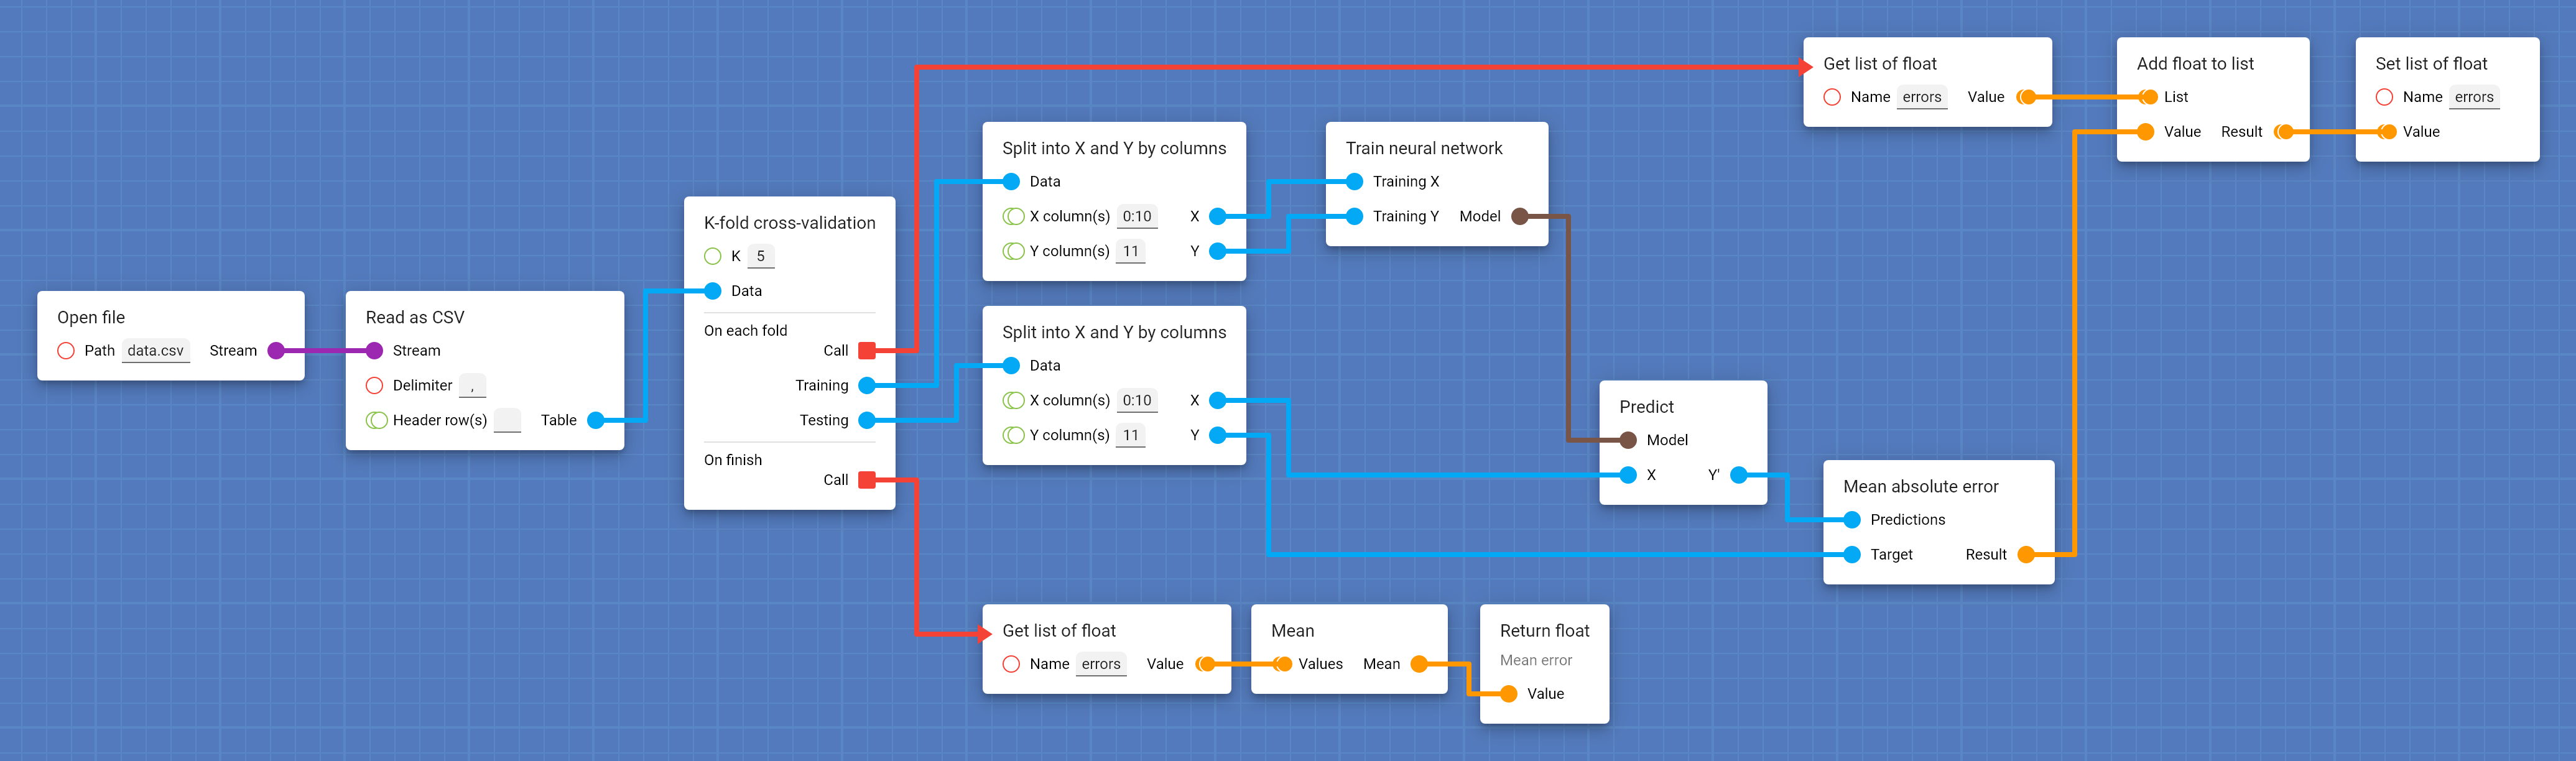 Open file
Path data.csv Stream
Read as CSV
Stream
Delimiter ,
Header row(s) Table
K-fold cross-validation
K 5
Data
On each fold
Call
Training
Testing
On finish
Call
Split into X and Y by columns
Data
X column(s) 0:10 X
Y column(s) 11 Y
Split into X and Y by columns
Data
X column(s) 0:10 X
Y column(s) 11 Y
Train neural network
Training X
Training Y Model
Predict
Model
X Y'
Mean absolute error
Predictions
Target Result
Get list of float
Name errors Value
Add float to list
List
Value Result
Set list of float
Name errors
Value
Get list of float
Name errors Value
Mean
Values Mean
Return float
Mean error
Value